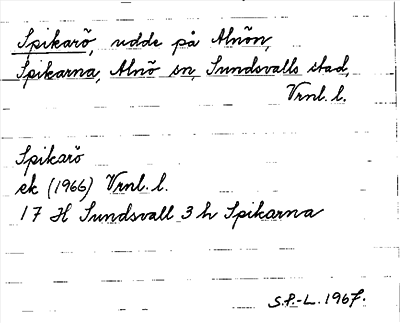 Spikarö, udde på Alnön,
Spikarna, Alnö sn, Sundsvalls stad,
Vrnl. l.
Spikarö
ek (1966) Vrnl. l.
17 H Sundsvall 3 h Spikarna
S.P.-L. 1967.